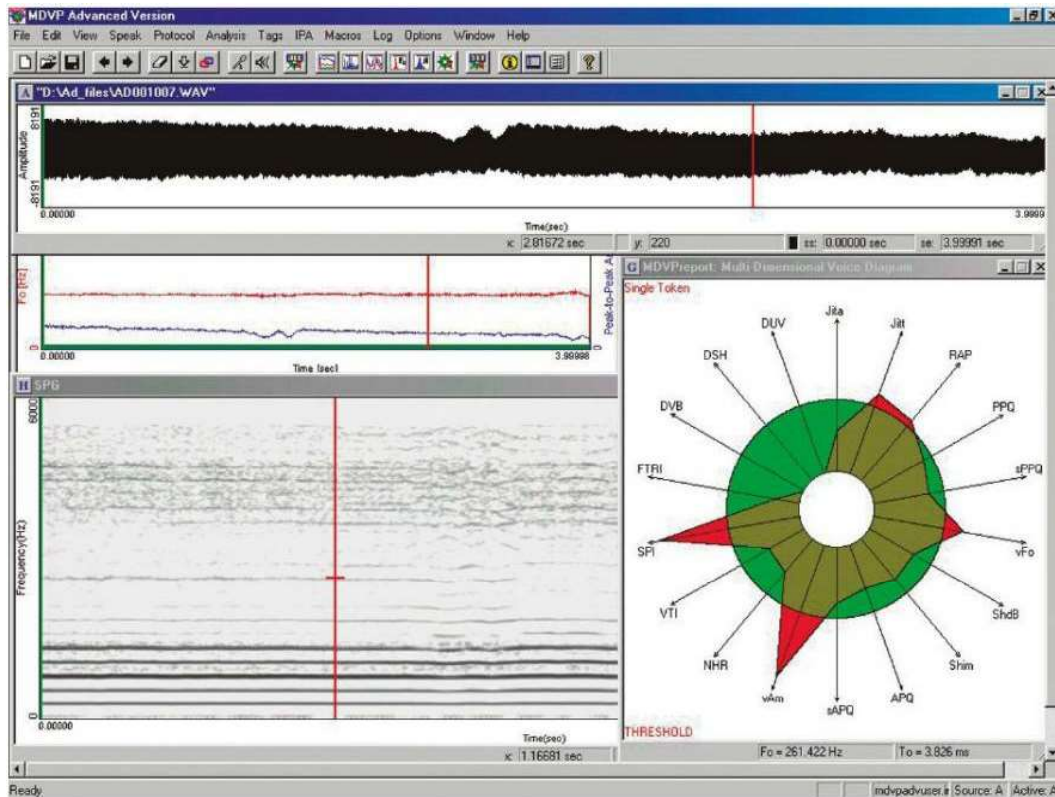 MDVP Advanced Version
File Edit View Speak Protocol Analysis Tags IPA Macros Log Options Window Help
A "D:\Ad_files\AD001007.WAV"
8191
Amplitude
-8191
0.00000
3.9999
Time(sec)
x: 2.81672 sec y: 220 ss: 0.00000 sec se: 3.99991 sec
Fo [Hz]
0
0.00000
3.99998
Time (sec)
Peak-to-Peak A
0
H SPG
6000
Frequency(Hz)
0
0.00000
Time(sec)
x: 1.16681 sec
G MDVPreport: Multi-Dimensional Voice Diagram
Single Token
Jita
Jitt
RAP
PPQ
sPPQ
vFo
ShdB
Shim
APQ
sAPQ
vAm
NHR
VTI
SPI
FTRI
DVB
DSH
DUV
THRESHOLD
Fo = 261.422 Hz To = 3.826 ms
Ready
mdvpadvuser.i Source: A Active: A